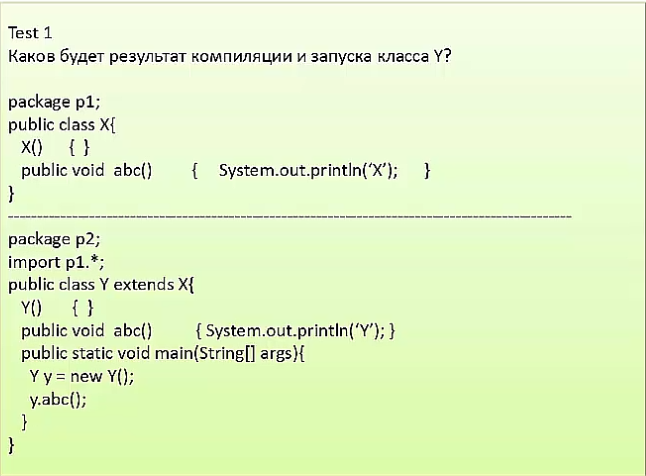 Test 1
Каков будет результат компиляции и запуска класса Y?
package p1;
public class X{
X() { }
public void abc() { System.out.println(‘X’); }
}
---------------------------------------------------------------------------------------------
package p2;
import p1.*;
public class Y extends X{
Y() { }
public void abc() { System.out.println(‘Y’); }
public static void main(String[] args){
Y y = new Y();
y.abc();
}
}